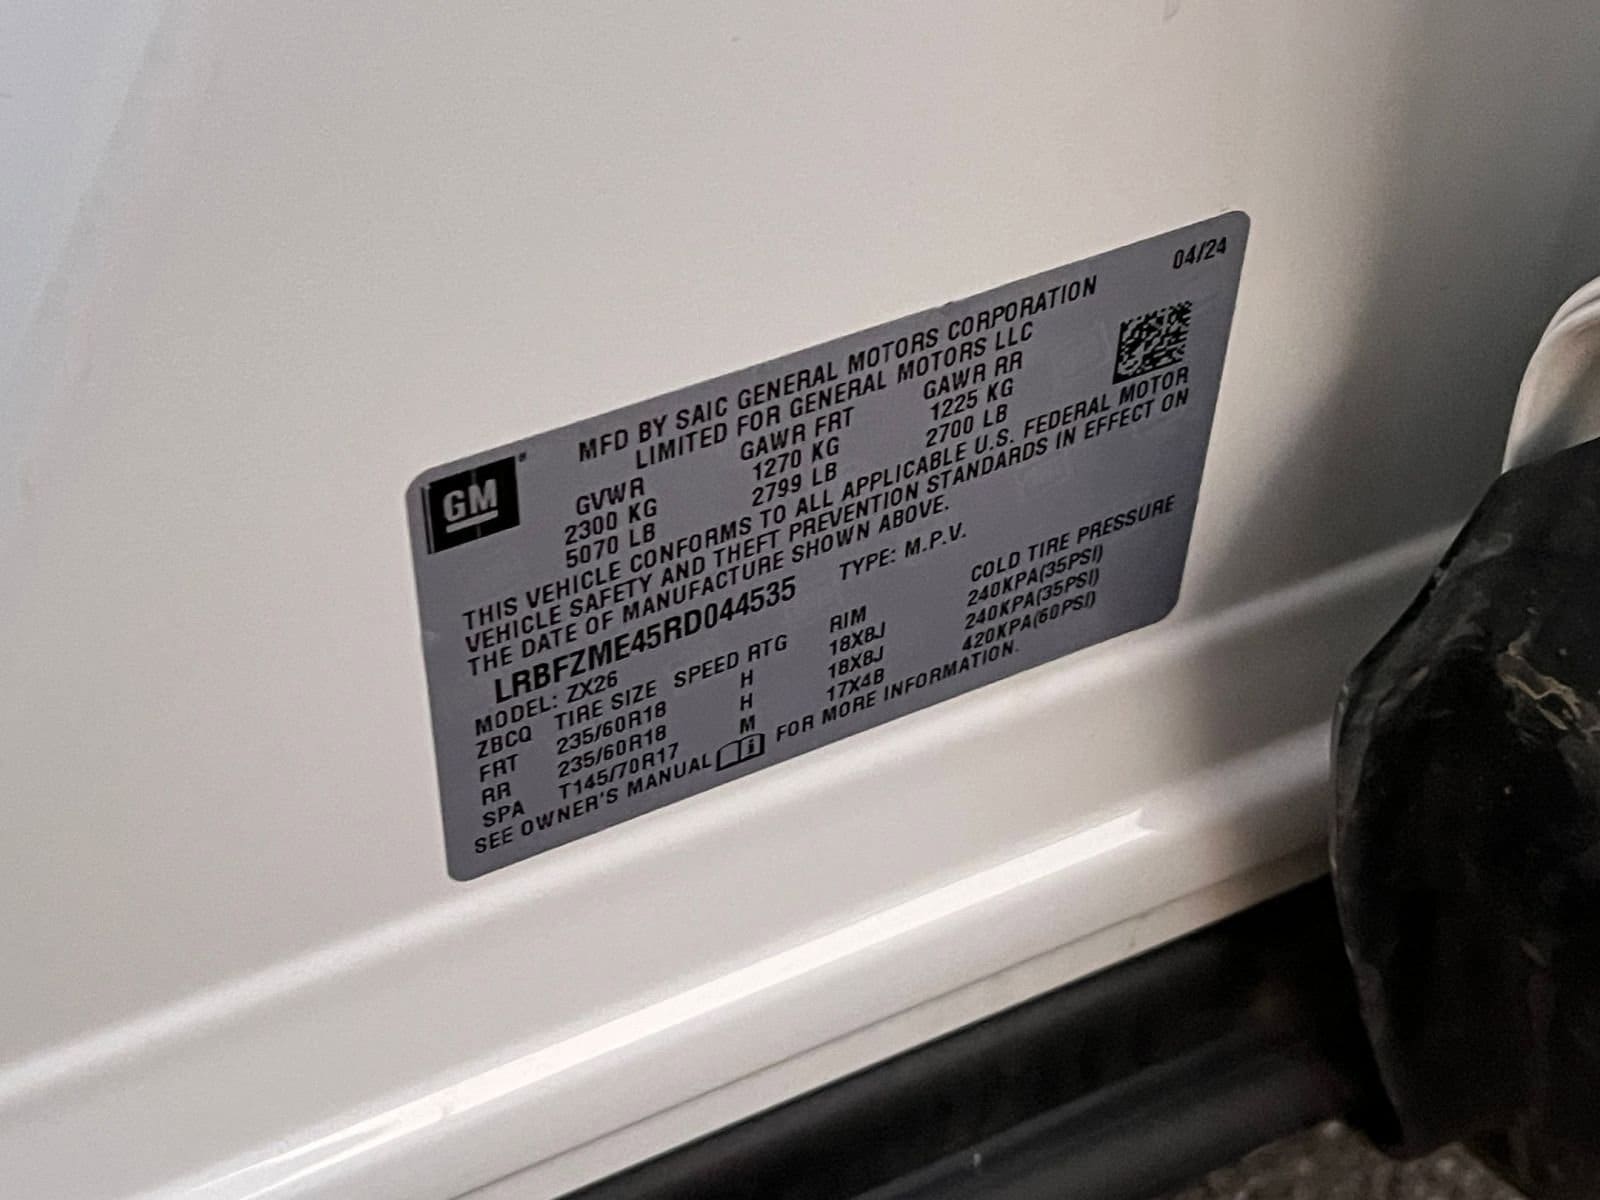 04/24
MFD BY SAIC GENERAL MOTORS CORPORATION
LIMITED FOR GENERAL MOTORS LLC
GM
GVWR GAWR FRT GAWR RR
2300 KG 1270 KG 1225 KG
5070 LB 2799 LB 2700 LB
THIS VEHICLE CONFORMS TO ALL APPLICABLE U.S. FEDERAL MOTOR
VEHICLE SAFETY AND THEFT PREVENTION STANDARDS IN EFFECT ON
THE DATE OF MANUFACTURE SHOWN ABOVE.
LRBFZME45RD044535 TYPE: M.P.V.
MODEL: ZX26
ZBCQ TIRE SIZE SPEED RTG RIM COLD TIRE PRESSURE
FRT 235/60R18 H 18X8J 240KPA(35PSI)
RR 235/60R18 H 18X8J 240KPA(35PSI)
SPA T145/70R17 M 17X4B 420KPA(60PSI)
SEE OWNER'S MANUAL i FOR MORE INFORMATION.